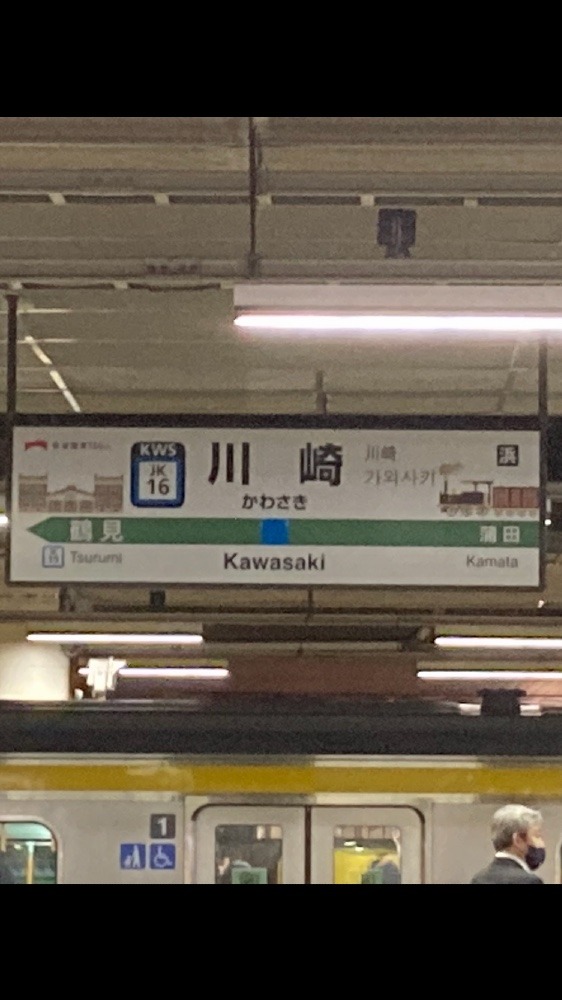 KWS
JK
16
川崎
かわさき
川崎
가와사키
浜
鶴見
蒲田
Tsurumi
Kawasaki
Kamata
1